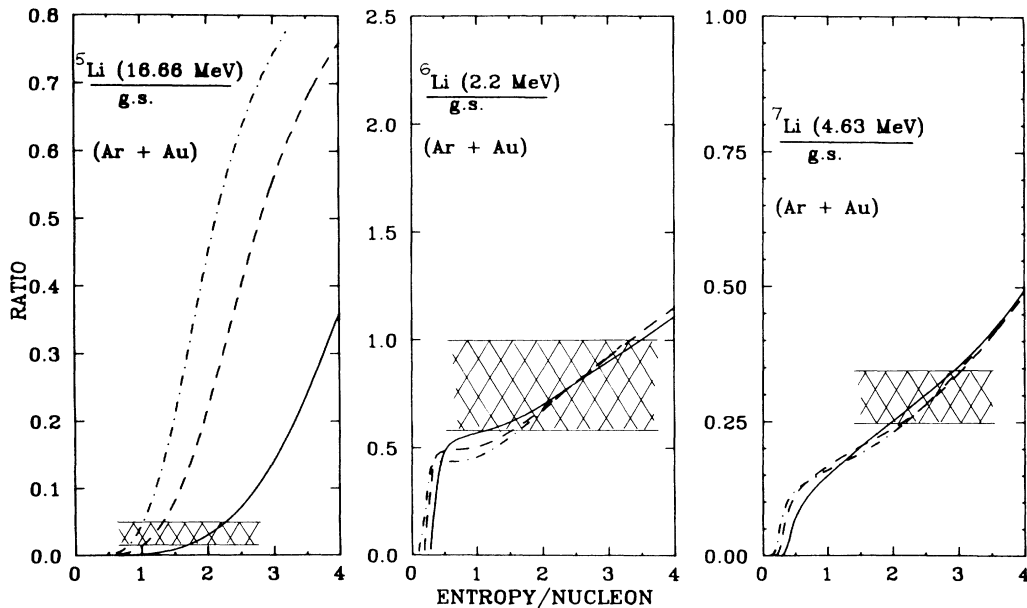 0.8
0.7
0.6
0.5
0.4
0.3
0.2
0.1
0.0
RATIO
5Li (16.66 MeV)
g.s.
(Ar + Au)
0 1 2 3 4
2.5
2.0
1.5
1.0
0.5
0.0
6Li (2.2 MeV)
g.s.
(Ar + Au)
0 1 2 3 4
ENTROPY/NUCLEON
1.00
0.75
0.50
0.25
0.00
7Li (4.63 MeV)
g.s.
(Ar + Au)
0 1 2 3 4